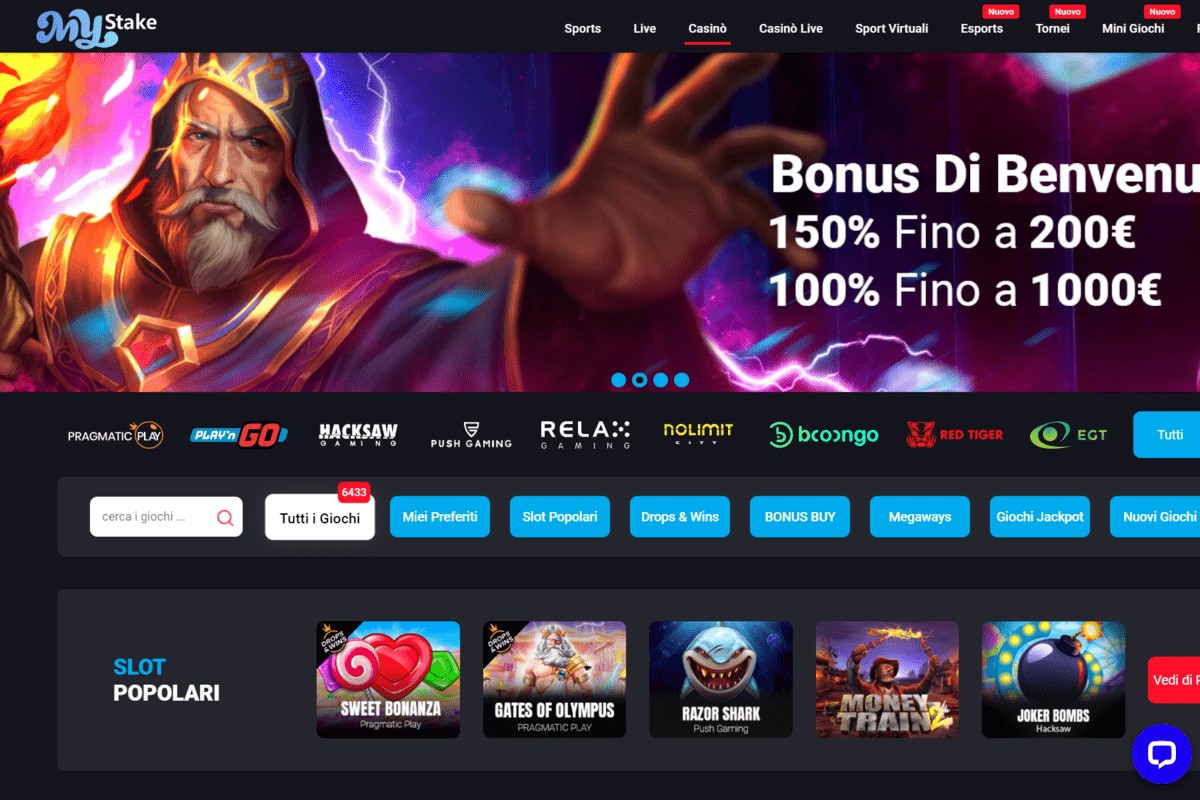 MyStake
Sports
Live
Casinò
Casinò Live
Sport Virtuali
Nuovo
Esports
Nuovo
Tornei
Nuovo
Mini Giochi
Bonus Di Benvenu
150% Fino a 200€
100% Fino a 1000€
PRAGMATIC PLAY
PLAY'n GO
HACKSAW
GAMING
PUSH GAMING
RELAX
GAMING
NOLIMIT
CITY
booongo
RED TIGER
EGT
Tutti
cerca i giochi ...
6433
Tutti i Giochi
Miei Preferiti
Slot Popolari
Drops & Wins
BONUS BUY
Megaways
Giochi Jackpot
Nuovi Giochi
SLOT
POPOLARI
DROPS
& WINS
SWEET BONANZA
Pragmatic Play
DROPS
& WINS
GATES OF OLYMPUS
PRAGMATIC PLAY
RAZOR SHARK
Push Gaming
MONEY
TRAIN 2
JOKER BOMBS
Hacksaw
Vedi di